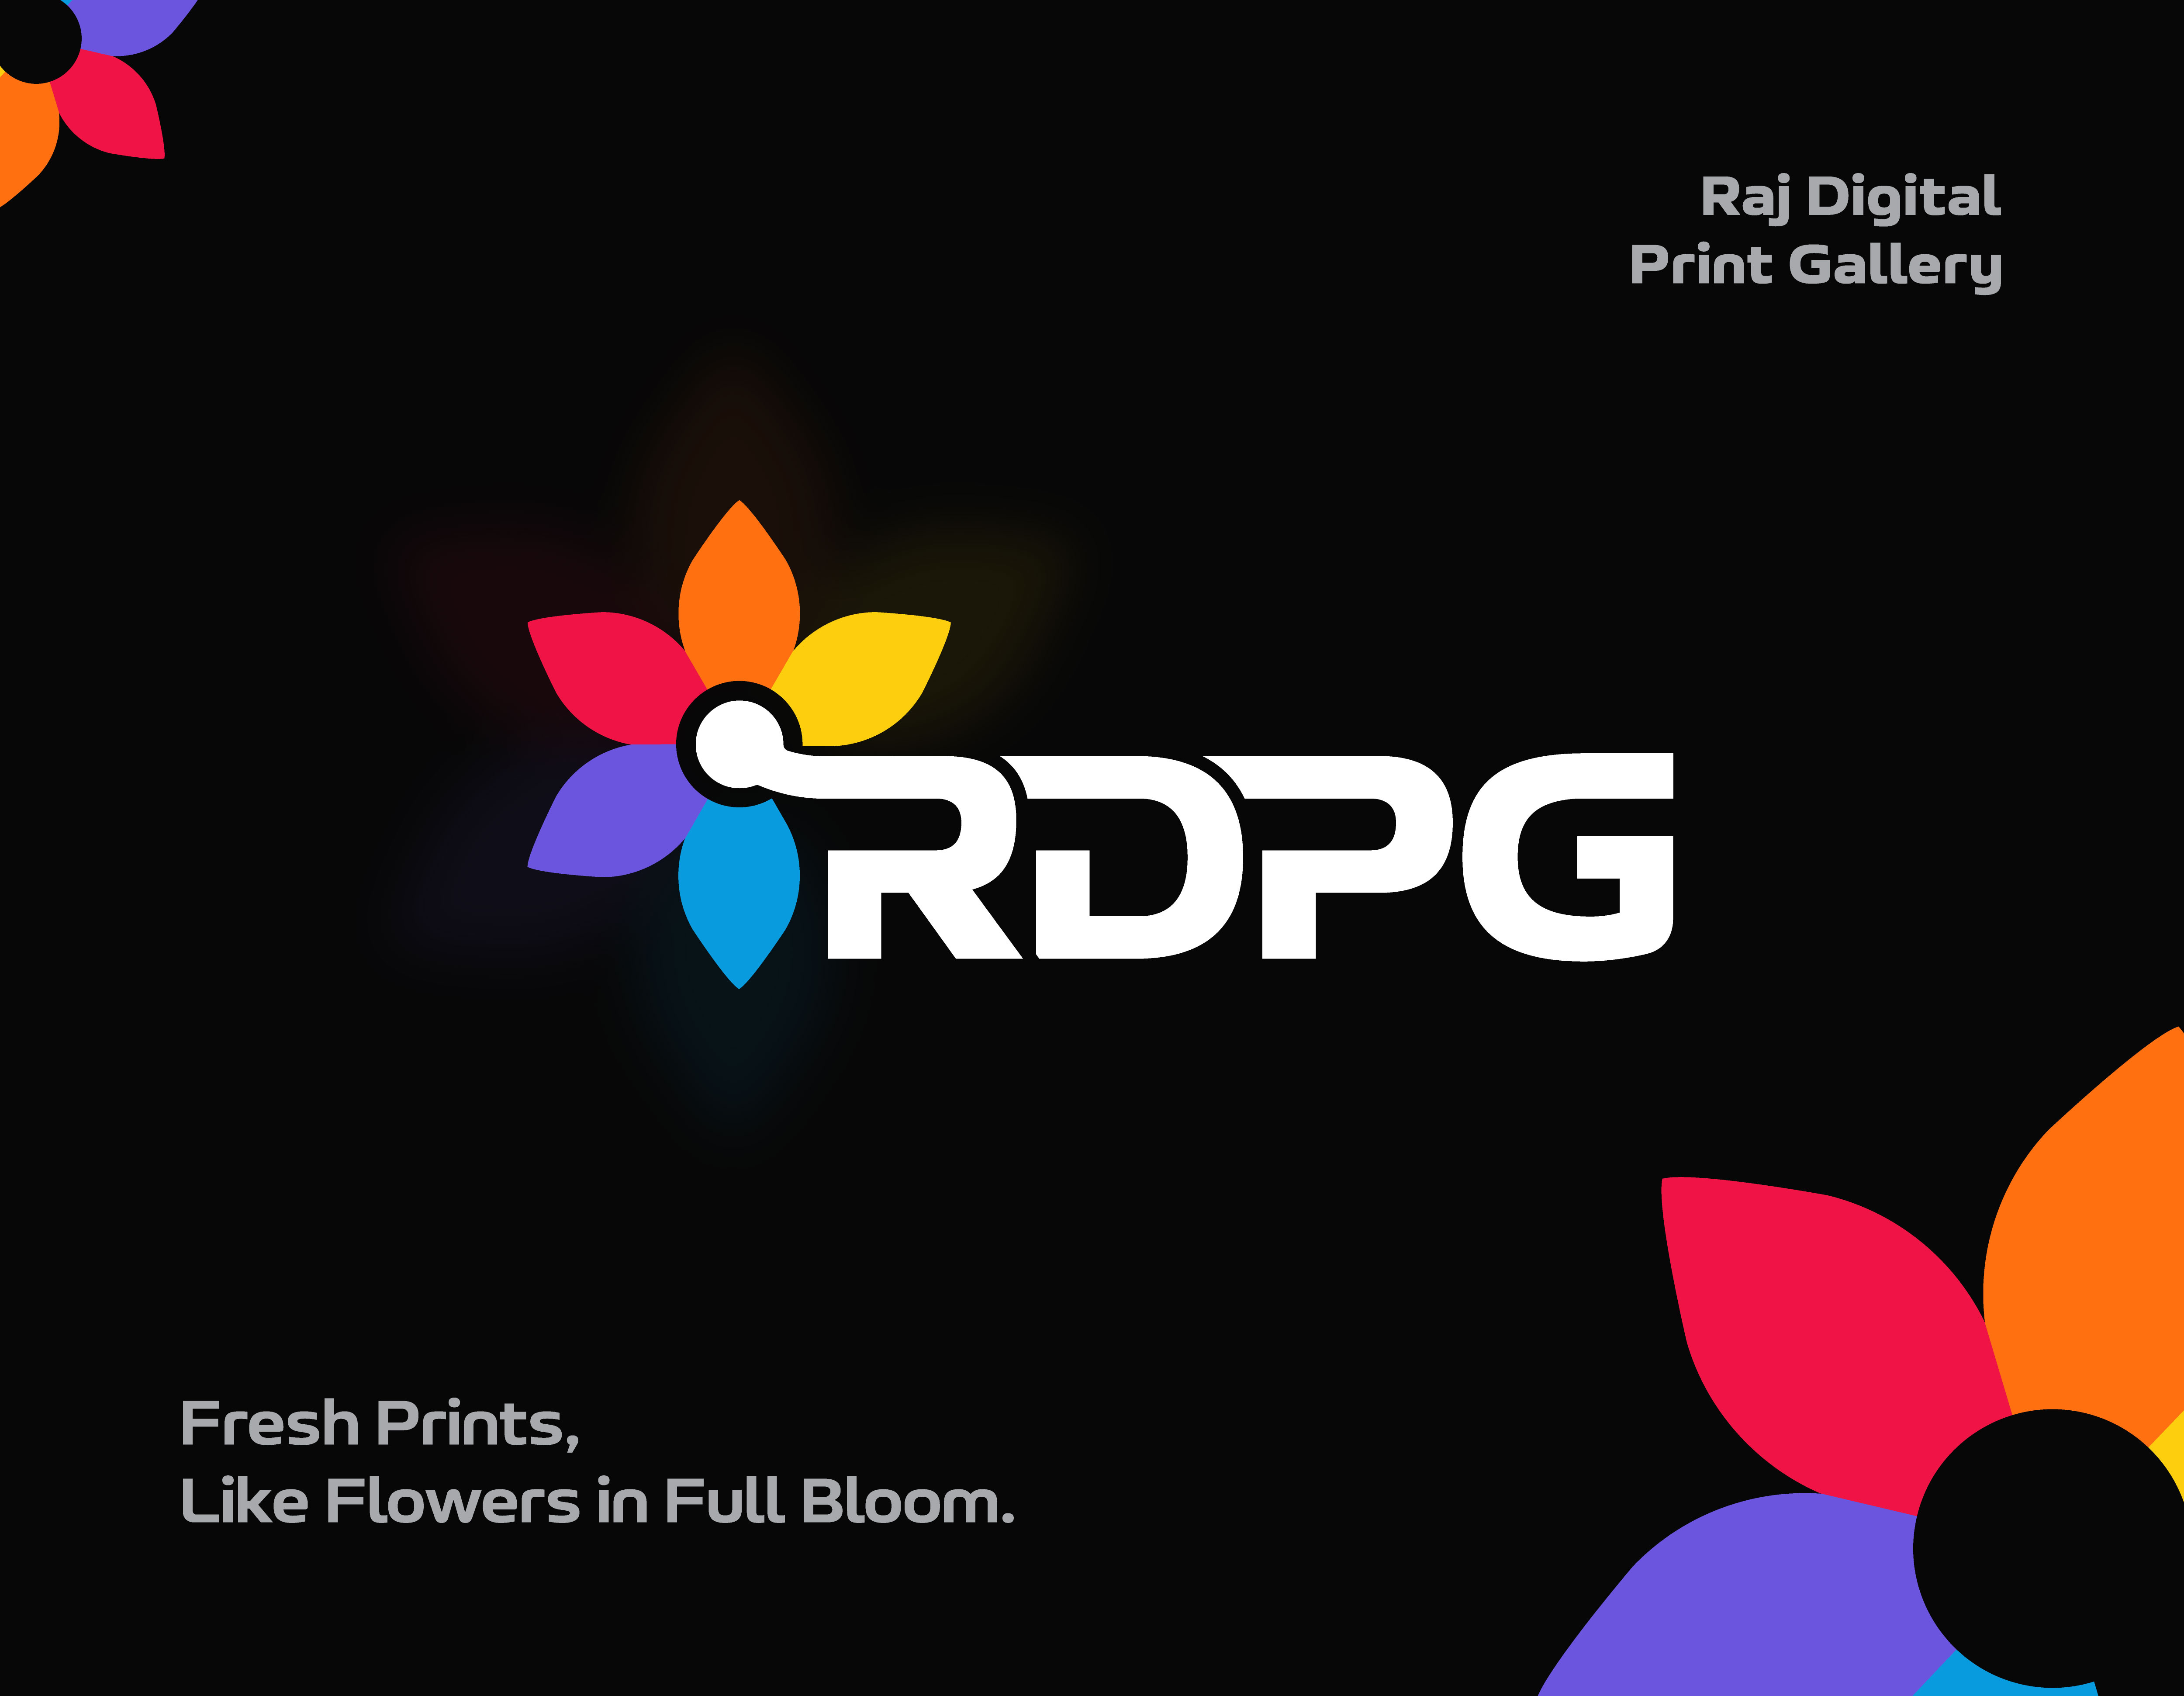 Raj Digital
Print Gallery
RDPG
Fresh Prints,
Like Flowers in Full Bloom.